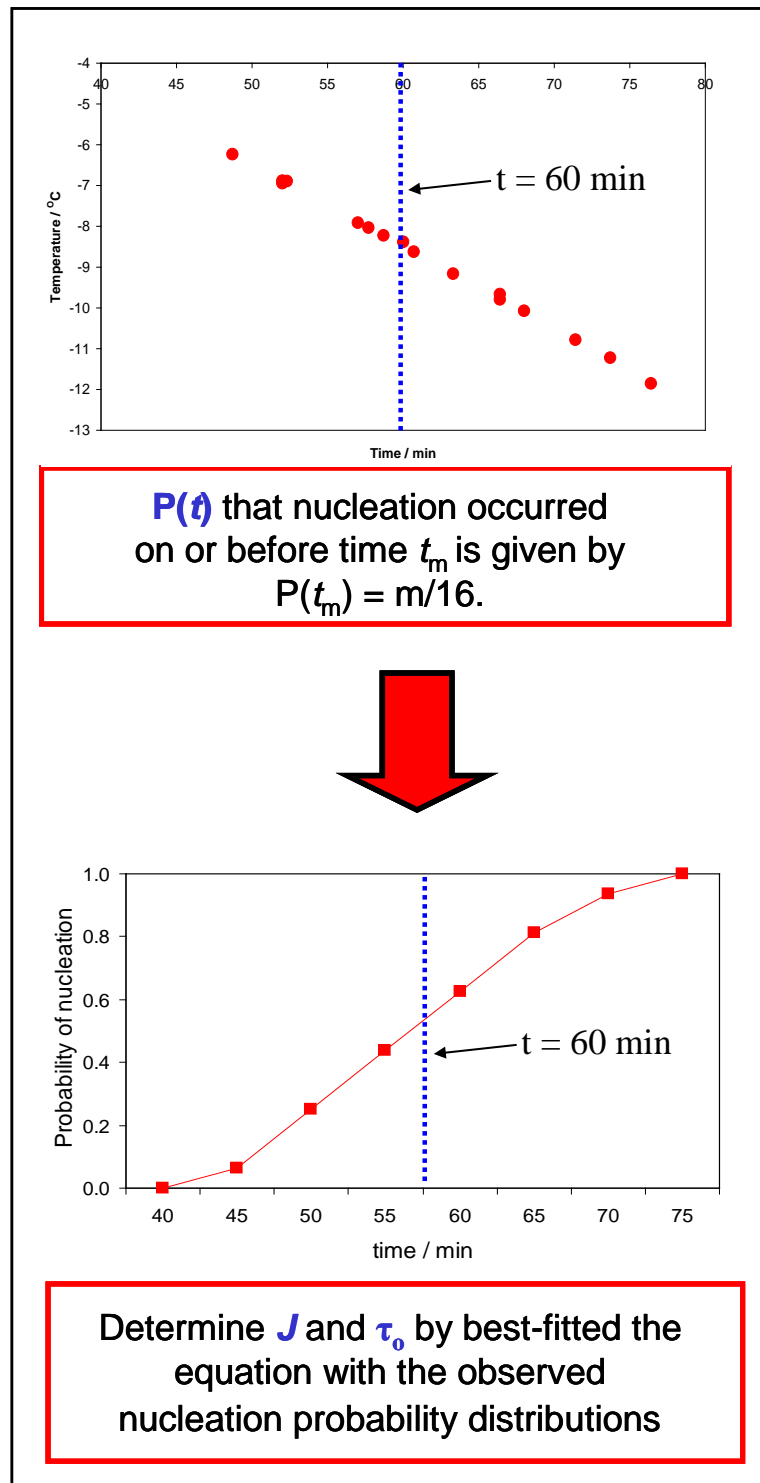 -4
40 45 50 55 60 65 70 75 80
-5
-6
-7
-8
-9
-10
-11
-12
-13
Temperature / °C
t = 60 min
Time / min
P(t) that nucleation occurred
on or before time tm is given by
P(tm) = m/16.
1.0
0.8
0.6
0.4
0.2
0.0
Probability of nucleation
t = 60 min
40 45 50 55 60 65 70 75
time / min
Determine J and τo by best-fitted the
equation with the observed
nucleation probability distributions